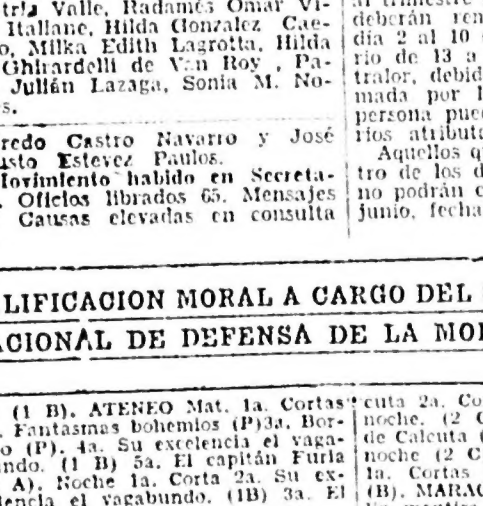 tria Valle, Radamés Omar Vi-
Italiane, Hilda Gonzalez Cae-
o, Milka Edith Lagrotta, Hilda
Ghirardelli de Van Roy , Pa-
Julián Lazaga, Sonia M. No-
s.
redo Castro Navarro y José
usto Estevez Paulos.
Movimiento habido en Secreta-
. Oficios librados 65. Mensajes
Causas elevadas en consulta
al trimestre
deberán ren
día 2 al 10
rio de 13 a
tralor, debid
mada por l
persona pue
rios atributa
Aquellos q
tro de los d
no podrán c
junio, fecha
LIFICACION MORAL A CARGO DEL
ACIONAL DE DEFENSA DE LA MOR
(1 B). ATENEO Mat. 1a. Cortas
. Fantasmas bohemios (P)3a. Bor-
o (P). 4a. Su excelencia el vaga-
undo. (1 B) 5a. El capitán Furia
A). Noche 1a. Corta 2a. Su ex-
lencia el vagabundo. (1B) 3a. El
cuta 2a. Co
noche. (2 C
de Calcuta (
noche (2 C
1a. Cortas
(B). MARAC